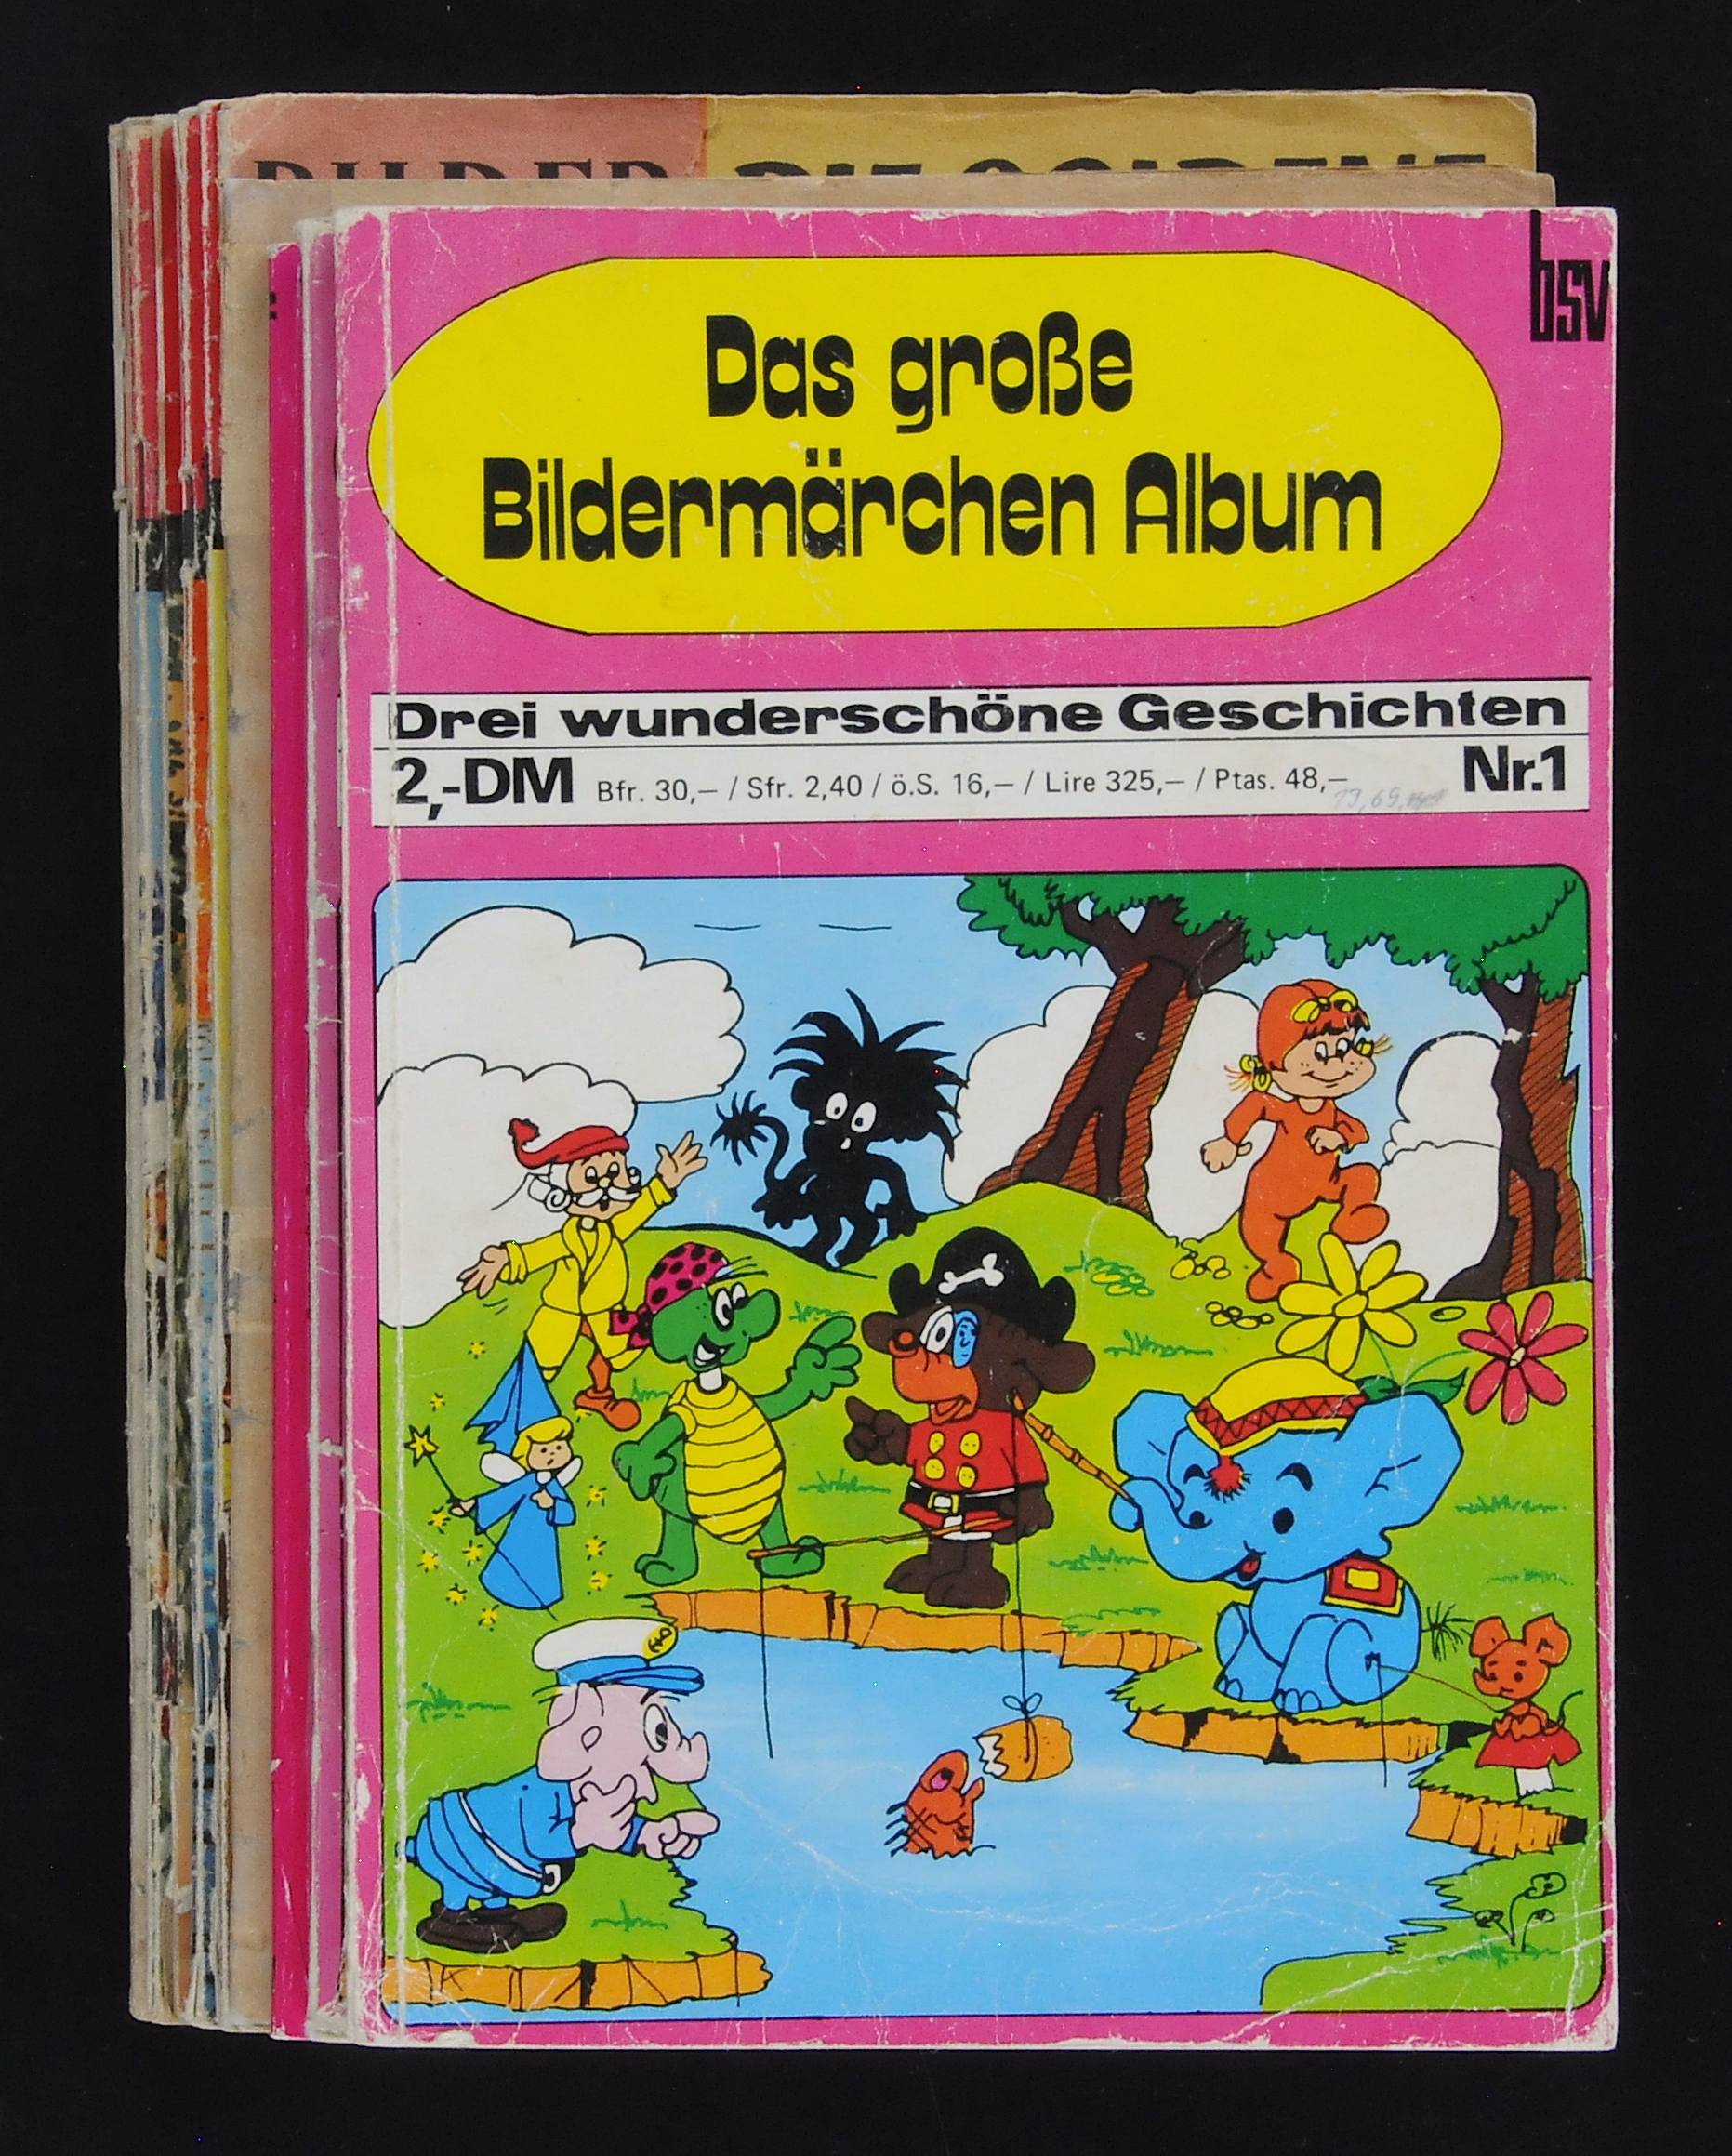 BILDER
bsv
Das große
Bildermärchen Album
Drei wunderschöne Geschichten
2,-DM Bfr. 30,– / Sfr. 2,40 / ö.S. 16,– / Lire 325,– / Ptas. 48,– Nr.1